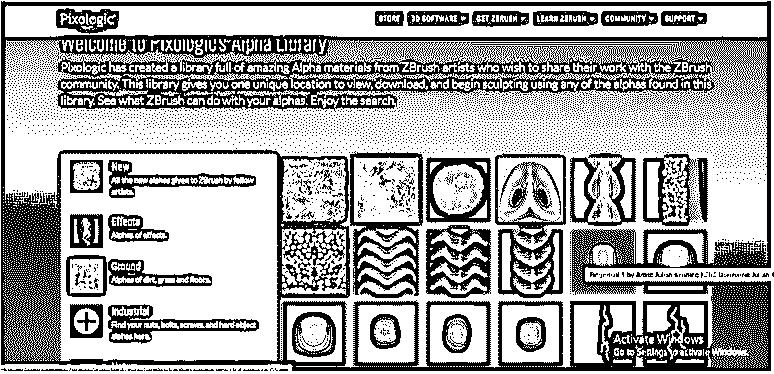 Pixologic
STORE 3D SOFTWARE GET ZBRUSH LEARN ZBRUSH COMMUNITY SUPPORT
Welcome to Pixologic's Alpha Library
Pixologic has created a library full of amazing Alpha materials from ZBrush artists who wish to share their work with the ZBrush
community. This library gives you one unique location to view, download, and begin sculpting using any of the alphas found in this
library. See what ZBrush can do with your alphas. Enjoy the search.
New
All the new alphas given to ZBrush by fellow
artists.
Effects
Alphas of effects.
Ground
Alphas of dirt, grass and floors.
Industrial
Find your nuts, bolts, screws, and hard object
alphas here.
Activate Windows
Go to Settings to activate Windows.